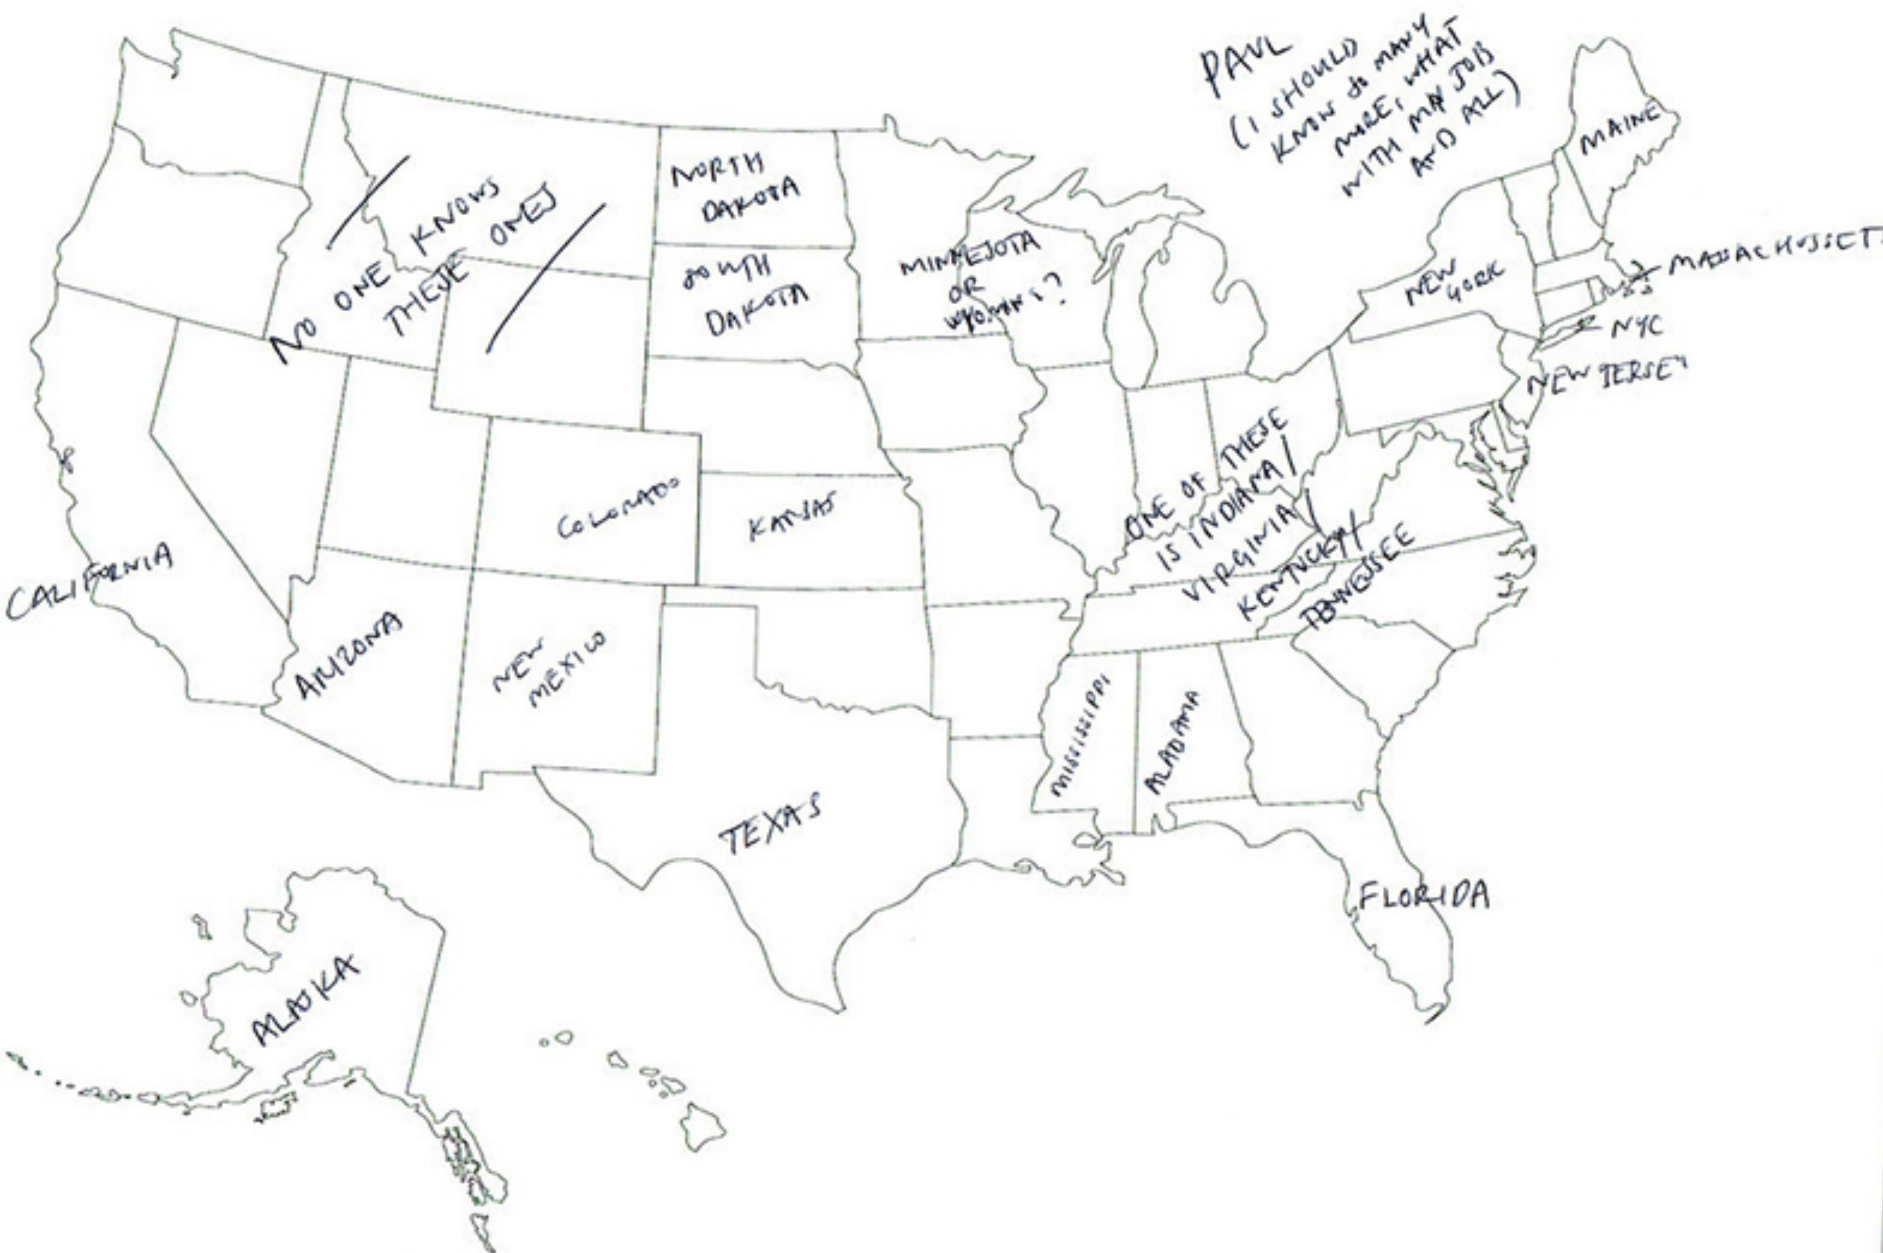 PAUL
(I SHOULD
KNOW SO MANY
MORE, WHAT
WITH MY JOB
AND ALL)
MAINE
NORTH
DAKOTA
NO ONE KNOWS
THESE ONES
SOUTH
DAKOTA
MINNESOTA
OR
NEW
YORK
MASSACHUSSETS
NYC
NEW JERSEY
COLORADO
KANSAS
ONE OF THESE
IS INDIANA/
VIRGINIA/
KENTUCKY/
TENNESSEE
CALIFORNIA
ARIZONA
NEW
MEXICO
MISSISSIPPI
ALABAMA
TEXAS
FLORIDA
ALASKA